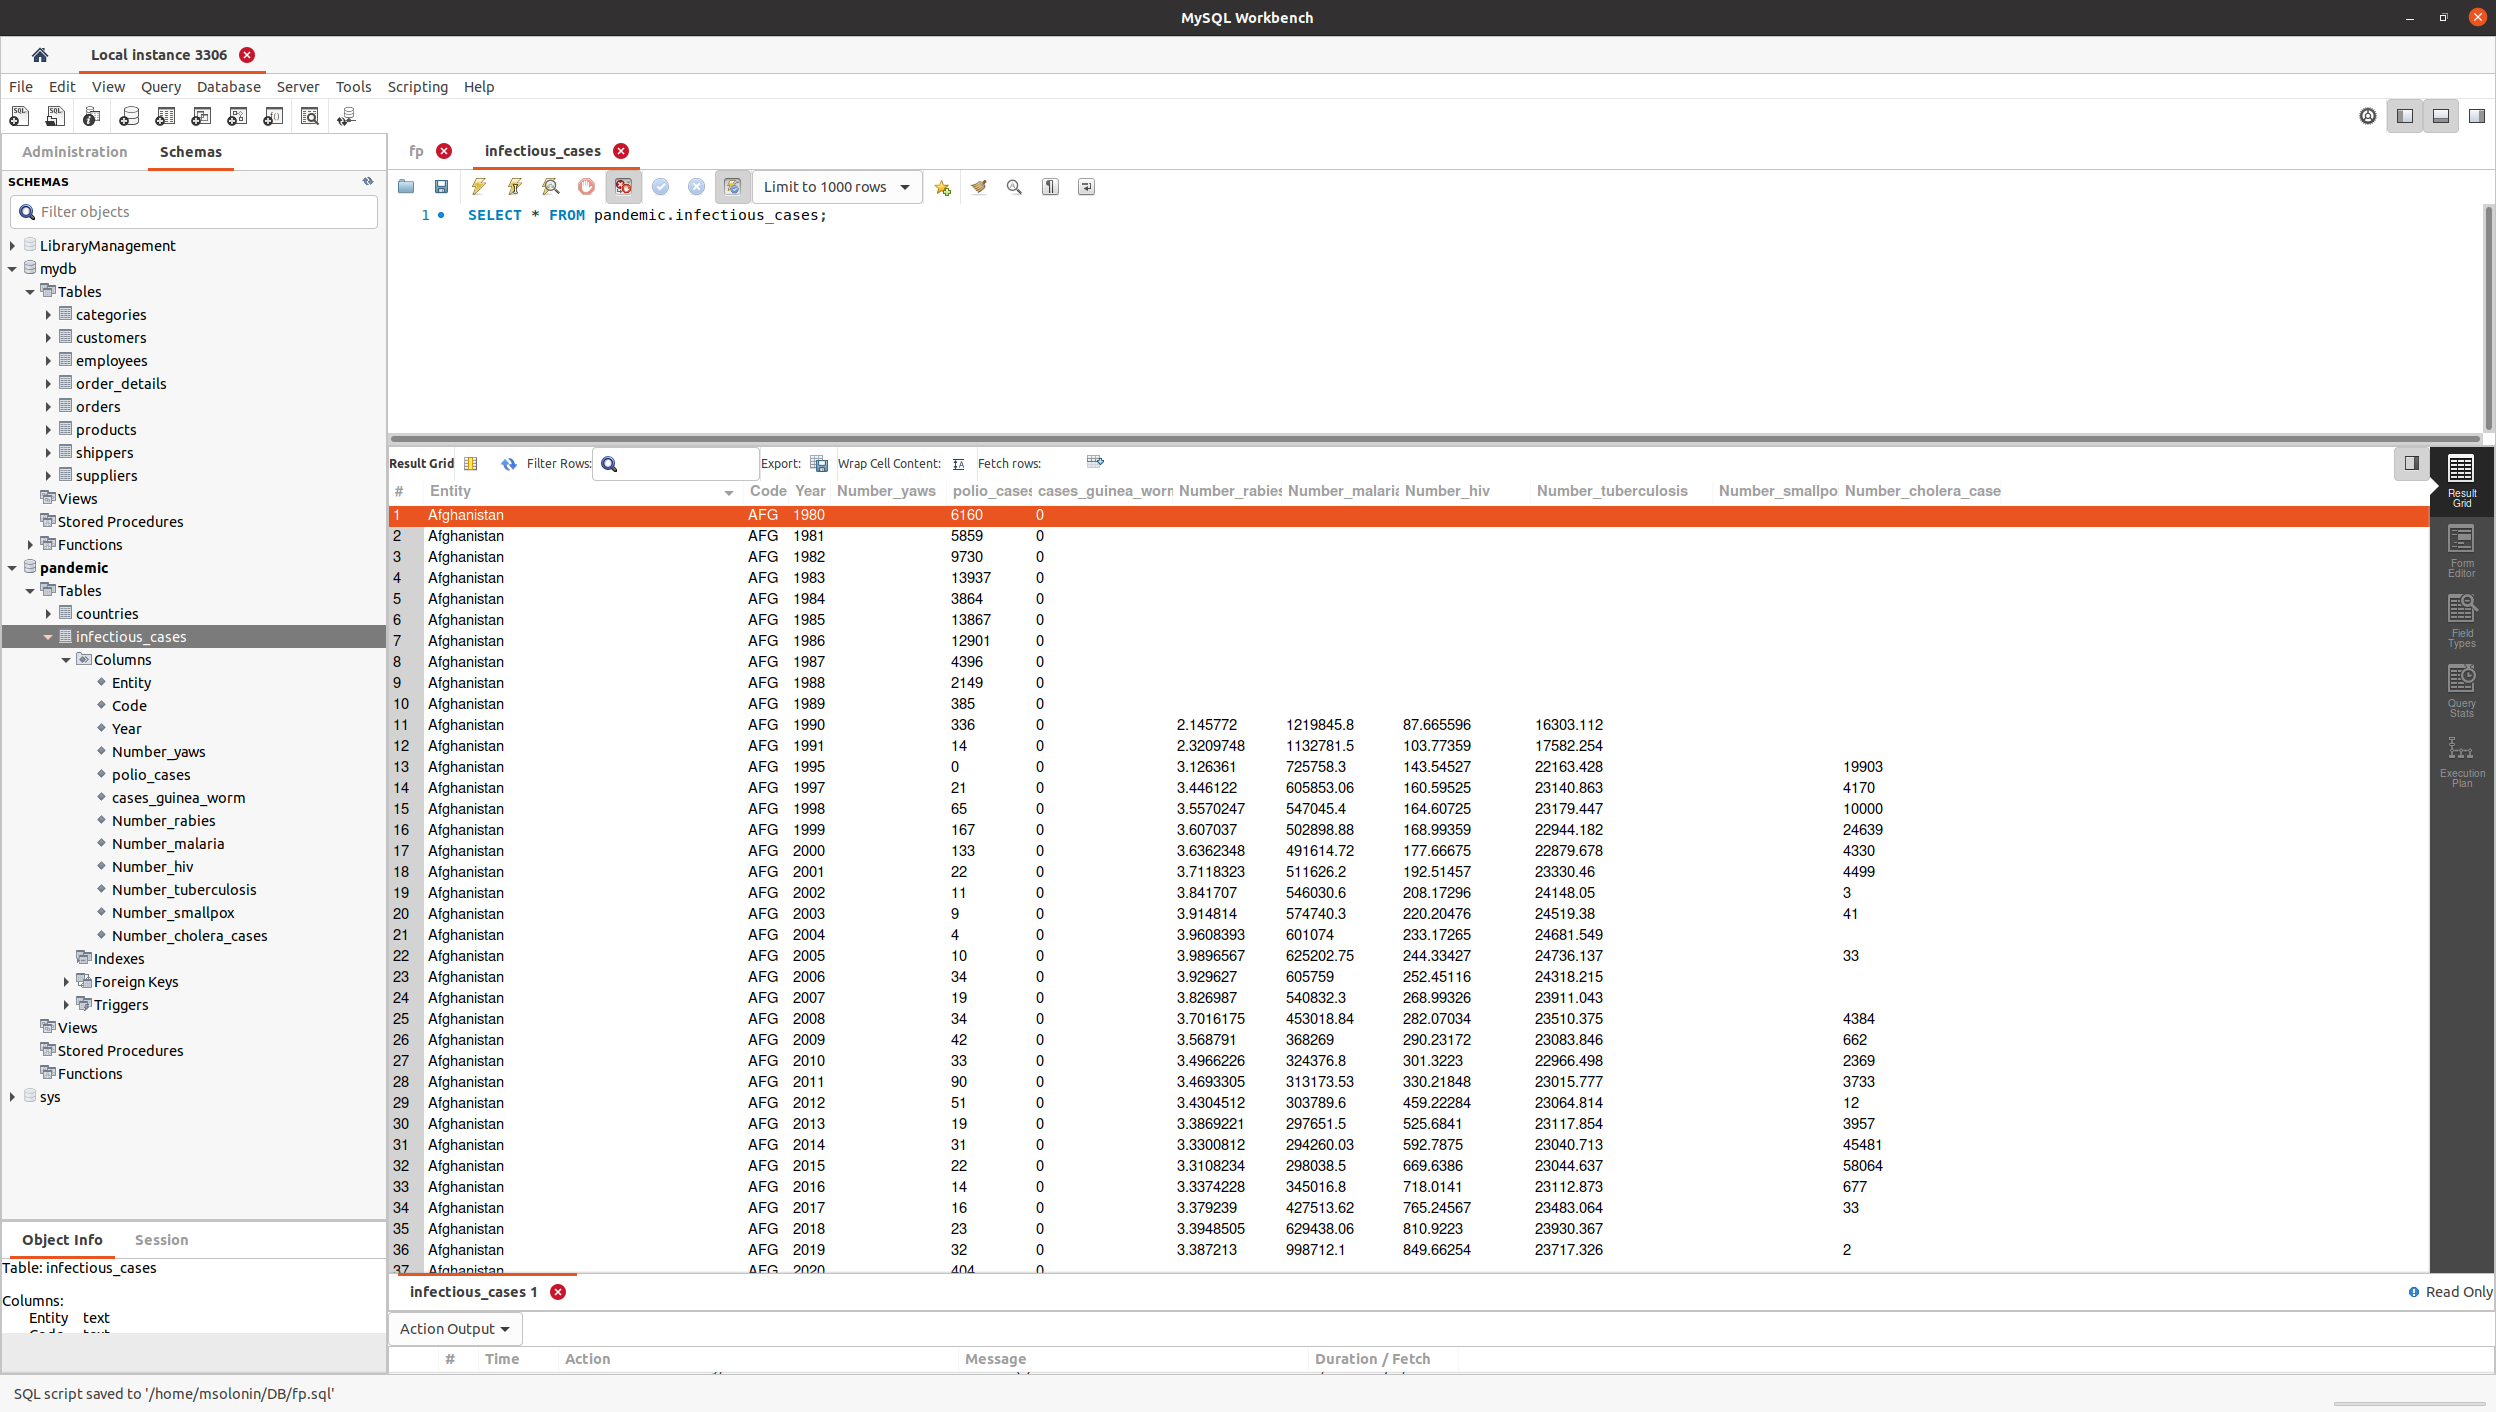 MySQL Workbench
Local instance 3306
File Edit View Query Database Server Tools Scripting Help
Administration Schemas
SCHEMAS
Filter objects
LibraryManagement
mydb
Tables
categories
customers
employees
order_details
orders
products
shippers
suppliers
Views
Stored Procedures
Functions
pandemic
Tables
countries
infectious_cases
Columns
Entity
Code
Year
Number_yaws
polio_cases
cases_guinea_worm
Number_rabies
Number_malaria
Number_hiv
Number_tuberculosis
Number_smallpox
Number_cholera_cases
Indexes
Foreign Keys
Triggers
Views
Stored Procedures
Functions
sys
Object Info Session
Table: infectious_cases
Columns:
Entity text
fp infectious_cases
Limit to 1000 rows
1 SELECT * FROM pandemic.infectious_cases;
Result Grid Filter Rows: Export: Wrap Cell Content: Fetch rows:
# Entity Code Year Number_yaws polio_cases cases_guinea_worm Number_rabies Number_malaria Number_hiv Number_tuberculosis Number_smallpo Number_cholera_case
1 Afghanistan AFG 1980 6160 0
2 Afghanistan AFG 1981 5859 0
3 Afghanistan AFG 1982 9730 0
4 Afghanistan AFG 1983 13937 0
5 Afghanistan AFG 1984 3864 0
6 Afghanistan AFG 1985 13867 0
7 Afghanistan AFG 1986 12901 0
8 Afghanistan AFG 1987 4396 0
9 Afghanistan AFG 1988 2149 0
10 Afghanistan AFG 1989 385 0
11 Afghanistan AFG 1990 336 0 2.145772 1219845.8 87.665596 16303.112
12 Afghanistan AFG 1991 14 0 2.3209748 1132781.5 103.77359 17582.254
13 Afghanistan AFG 1995 0 0 3.126361 725758.3 143.54527 22163.428 19903
14 Afghanistan AFG 1997 21 0 3.446122 605853.06 160.59525 23140.863 4170
15 Afghanistan AFG 1998 65 0 3.5570247 547045.4 164.60725 23179.447 10000
16 Afghanistan AFG 1999 167 0 3.607037 502898.88 168.99359 22944.182 24639
17 Afghanistan AFG 2000 133 0 3.6362348 491614.72 177.66675 22879.678 4330
18 Afghanistan AFG 2001 22 0 3.7118323 511626.2 192.51457 23330.46 4499
19 Afghanistan AFG 2002 11 0 3.841707 546030.6 208.17296 24148.05 3
20 Afghanistan AFG 2003 9 0 3.914814 574740.3 220.20476 24519.38 41
21 Afghanistan AFG 2004 4 0 3.9608393 601074 233.17265 24681.549
22 Afghanistan AFG 2005 10 0 3.9896567 625202.75 244.33427 24736.137 33
23 Afghanistan AFG 2006 34 0 3.929627 605759 252.45116 24318.215
24 Afghanistan AFG 2007 19 0 3.826987 540832.3 268.99326 23911.043
25 Afghanistan AFG 2008 34 0 3.7016175 453018.84 282.07034 23510.375 4384
26 Afghanistan AFG 2009 42 0 3.568791 368269 290.23172 23083.846 662
27 Afghanistan AFG 2010 33 0 3.4966226 324376.8 301.3223 22966.498 2369
28 Afghanistan AFG 2011 90 0 3.4693305 313173.53 330.21848 23015.777 3733
29 Afghanistan AFG 2012 51 0 3.4304512 303789.6 459.22284 23064.814 12
30 Afghanistan AFG 2013 19 0 3.3869221 297651.5 525.6841 23117.854 3957
31 Afghanistan AFG 2014 31 0 3.3300812 294260.03 592.7875 23040.713 45481
32 Afghanistan AFG 2015 22 0 3.3108234 298038.5 669.6386 23044.637 58064
33 Afghanistan AFG 2016 14 0 3.3374228 345016.8 718.0141 23112.873 677
34 Afghanistan AFG 2017 16 0 3.379239 427513.62 765.24567 23483.064 33
35 Afghanistan AFG 2018 23 0 3.3948505 629438.06 810.9223 23930.367
36 Afghanistan AFG 2019 32 0 3.387213 998712.1 849.66254 23717.326 2
37 Afghanistan AFG 2020 404 0
Result Grid
Form Editor
Field Types
Query Stats
Execution Plan
infectious_cases 1 Read Only
Action Output
# Time Action Message Duration / Fetch
SQL script saved to '/home/msolonin/DB/fp.sql'